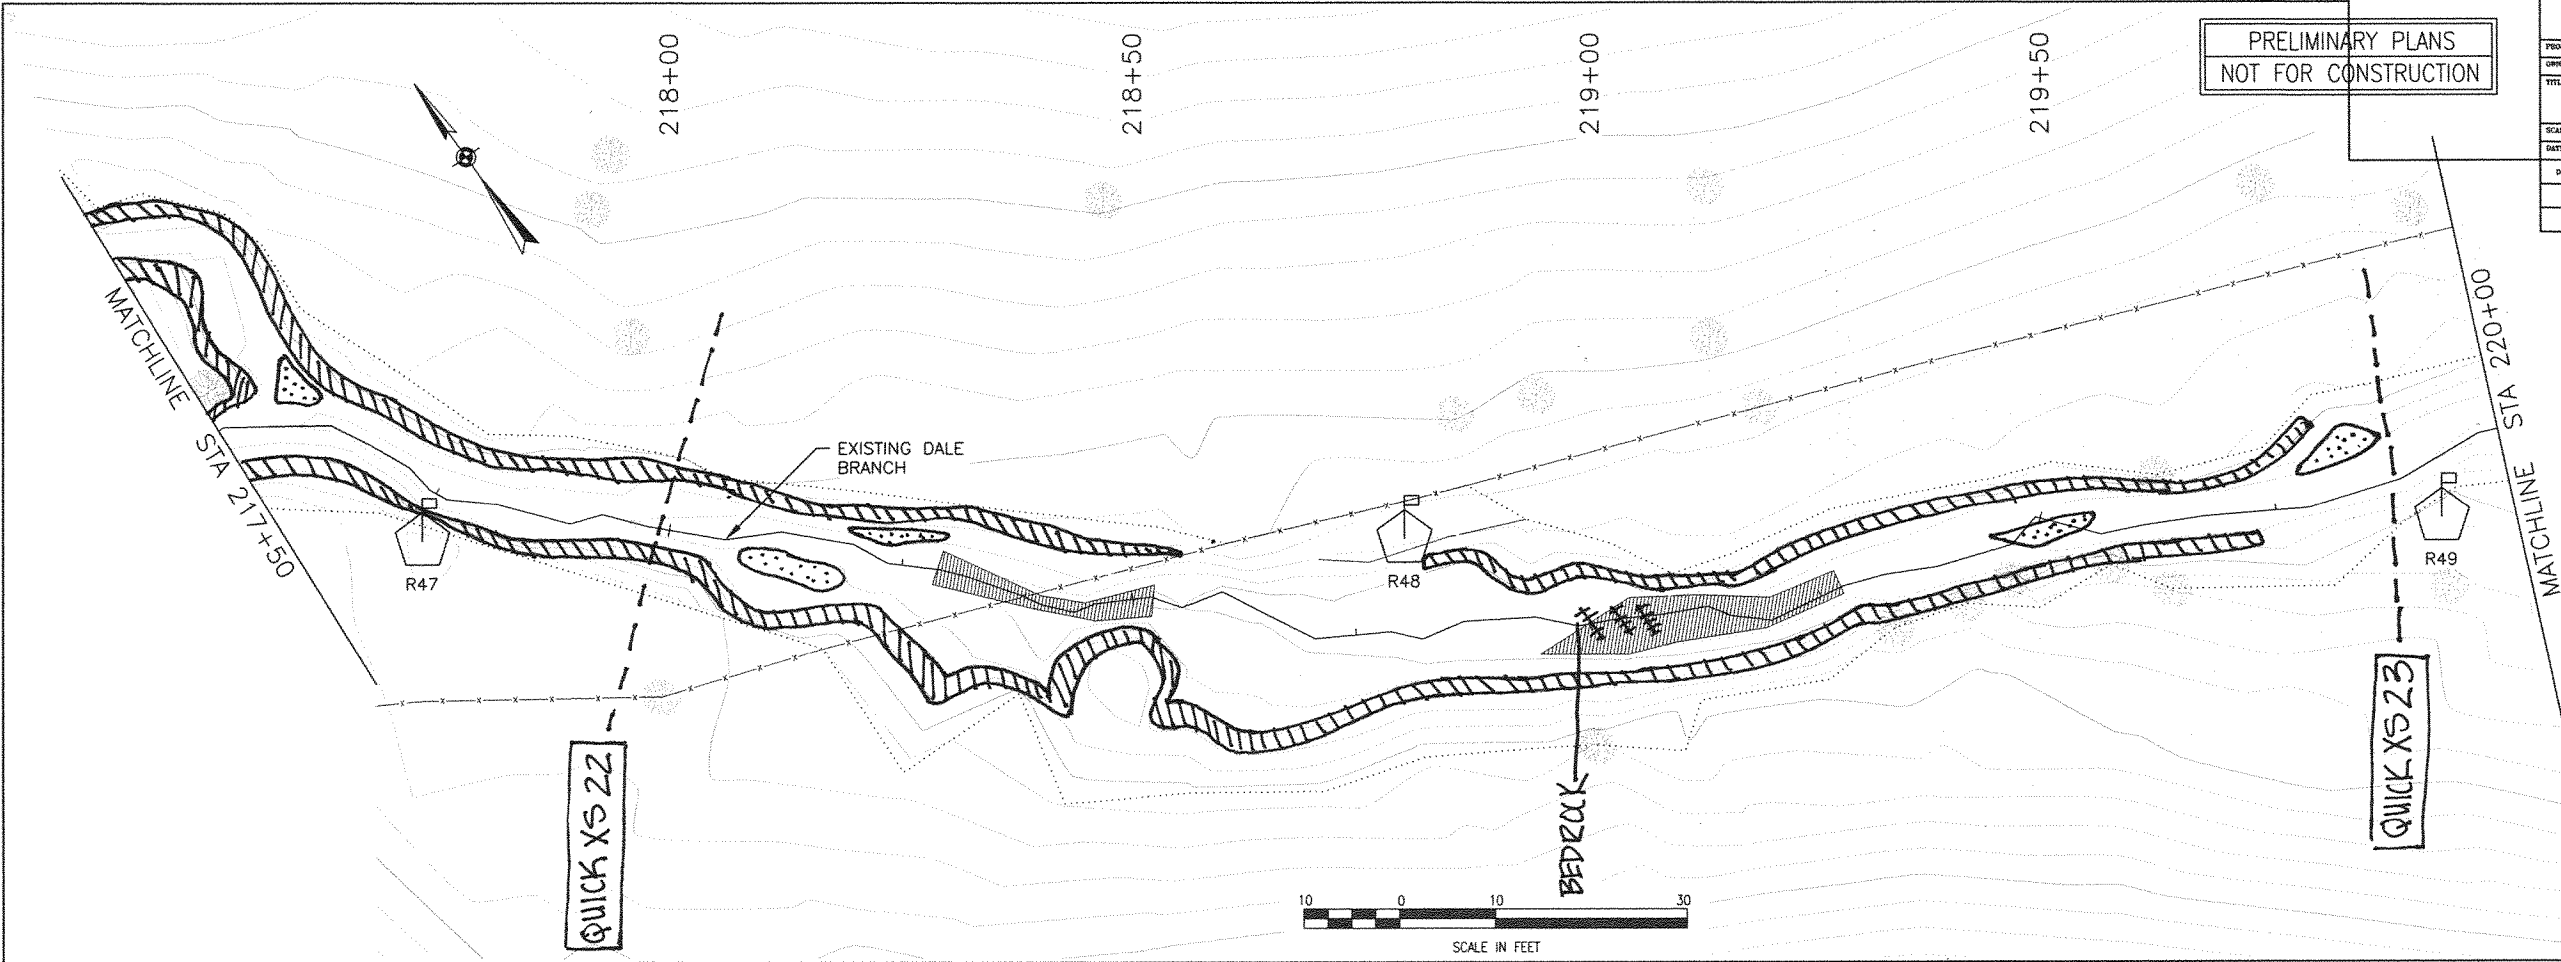 218+00
218+50
219+00
219+50
PRELIMINARY PLANS
NOT FOR CONSTRUCTION
MATCHLINE STA 217+50
MATCHLINE STA 220+00
EXISTING DALE
BRANCH
R47
R48
R49
QUICK XS 22
QUICK XS 23
BEDROCK
10 0 10 30
SCALE IN FEET